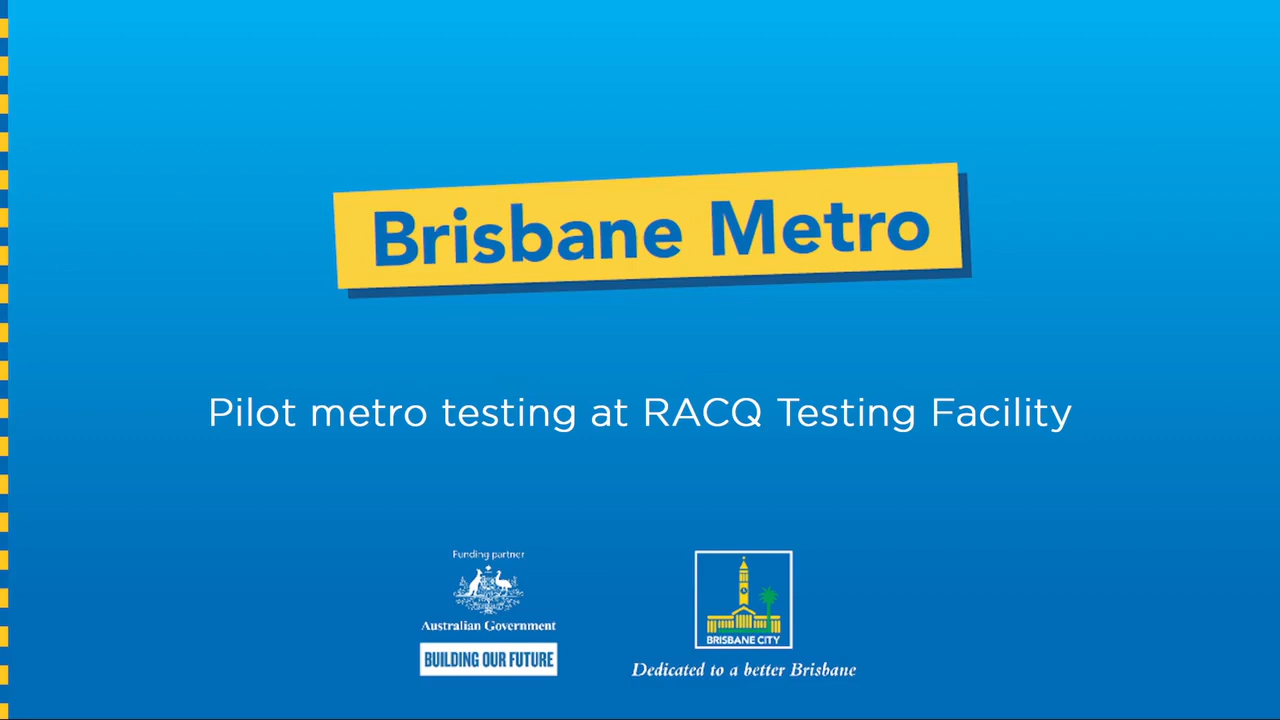 Brisbane Metro
Pilot metro testing at RACQ Testing Facility
Funding partner
Australian Government
BUILDING OUR FUTURE
BRISBANE CITY
Dedicated to a better Brisbane